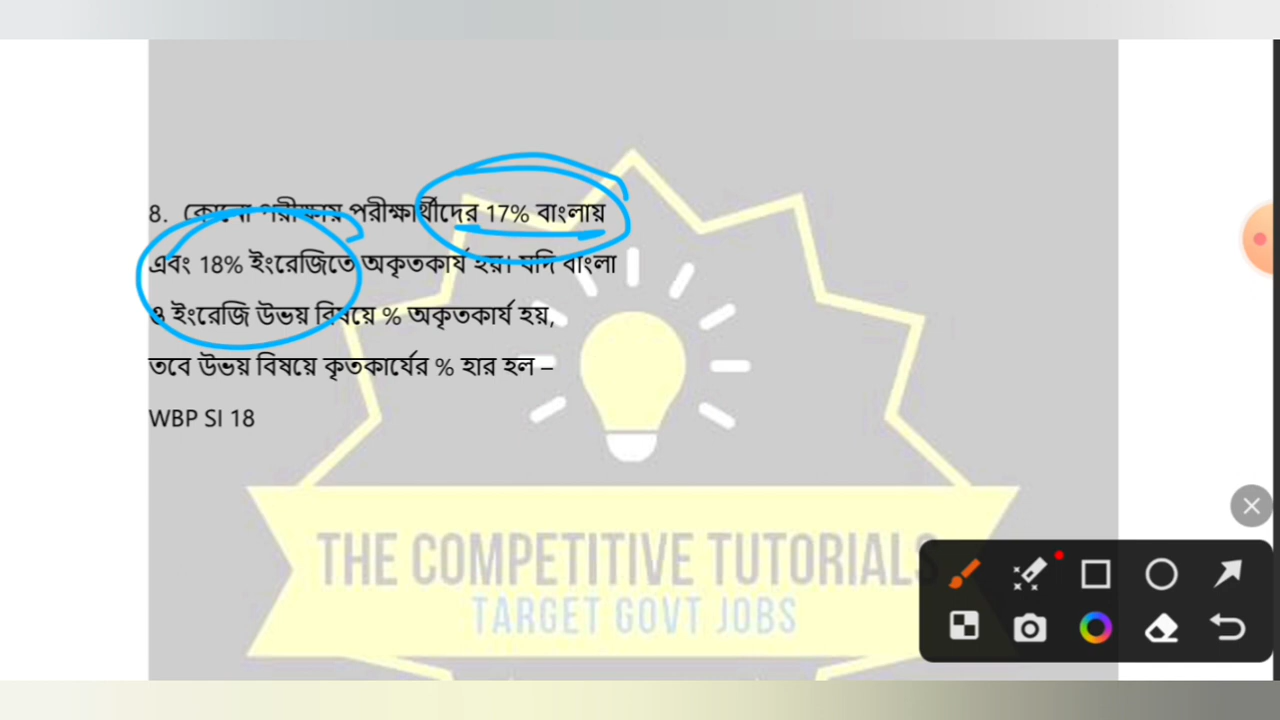 8. কোনো পরীক্ষায় পরীক্ষার্থীদের 17% বাংলায়
এবং 18% ইংরেজিতে অকৃতকার্য হয়। যদি বাংলা
ও ইংরেজি উভয় বিষয়ে % অকৃতকার্য হয়,
তবে উভয় বিষয়ে কৃতকার্যের % হার হল –
WBP SI 18
THE COMPETITIVE TUTORIALS
TARGET GOVT JOBS